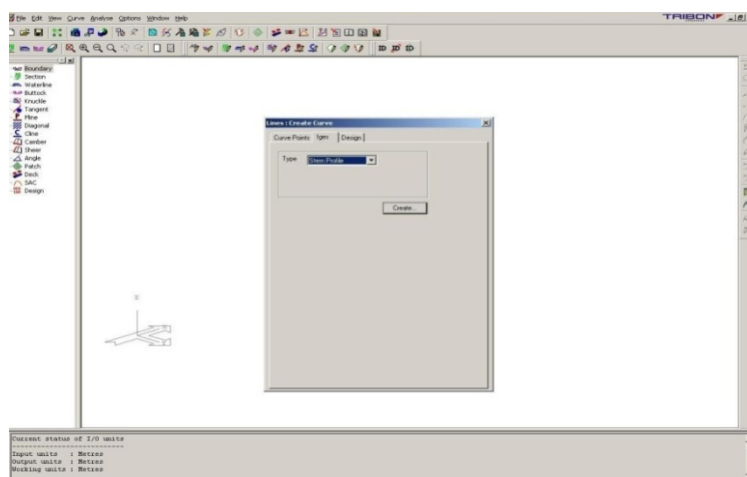 File Edit View Curve Analyse Options Window Help
TRIBON
Boundary
Section
Waterline
Buttock
Knuckle
Tangent
Fline
Diagonal
Cline
Camber
Sheer
Angle
Patch
Deck
SAC
Design
Lines : Create Curve
Curve Points Iges Design
Type Stem Profile
Create...
Current status of I/O units
Input units : Metres
Output units : Metres
Working units : Metres